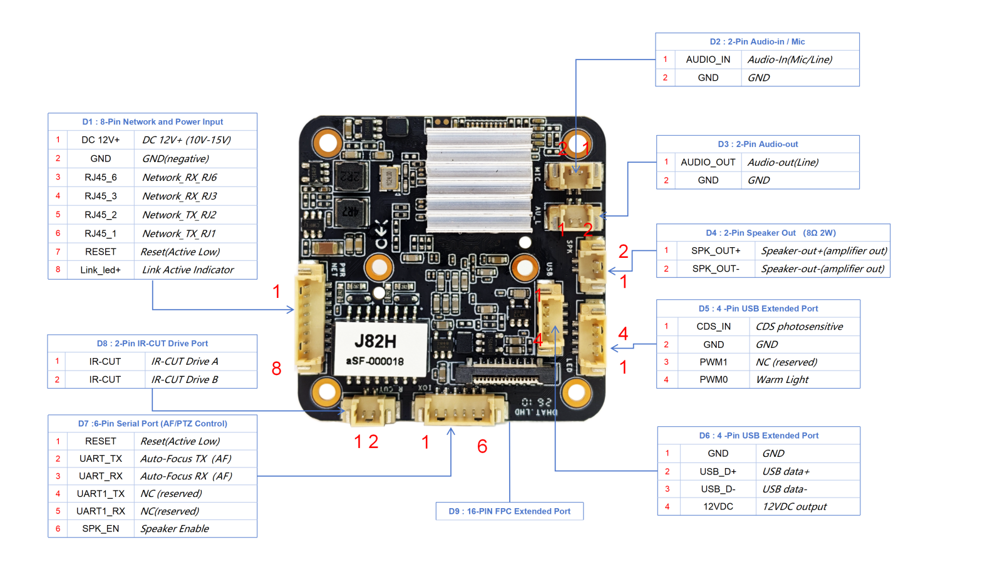 D2 : 2-Pin Audio-in / Mic
1 AUDIO_IN Audio-In(Mic/Line)
2 GND GND
D1 : 8-Pin Network and Power Input
1 DC 12V+ DC 12V+ (10V-15V)
2 GND GND(negative)
3 RJ45_6 Network_RX_RJ6
4 RJ45_3 Network_RX_RJ3
5 RJ45_2 Network_TX_RJ2
6 RJ45_1 Network_TX_RJ1
7 RESET Reset(Active Low)
8 Link_led+ Link Active Indicator
D3 : 2-Pin Audio-out
1 AUDIO_OUT Audio-out(Line)
2 GND GND
D4 : 2-Pin Speaker Out （8Ω 2W）
1 SPK_OUT+ Speaker-out+(amplifier out)
2 SPK_OUT- Speaker-out-(amplifier out)
D5 : 4 -Pin USB Extended Port
1 CDS_IN CDS photosensitive
2 GND GND
3 PWM1 NC (reserved)
4 PWM0 Warm Light
D8 : 2-Pin IR-CUT Drive Port
1 IR-CUT IR-CUT Drive A
2 IR-CUT IR-CUT Drive B
D7 :6-Pin Serial Port (AF/PTZ Control)
1 RESET Reset(Active Low)
2 UART_TX Auto-Focus TX (AF)
3 UART_RX Auto-Focus RX (AF)
4 UART1_TX NC (reserved)
5 UART1_RX NC(reserved)
6 SPK_EN Speaker Enable
D6 : 4 -Pin USB Extended Port
1 GND GND
2 USB_D+ USB data+
3 USB_D- USB data-
4 12VDC 12VDC output
D9 : 16-PIN FPC Extended Port
2 1
MIC
AU_L
1 2
SPK
2
1
USB
1
4
4
1
LED
PWR
NET
1
8
2R2
4R7
J82H
aSF-000018
R_CUT
IOX
DHAT.LHD
1 2
1
6